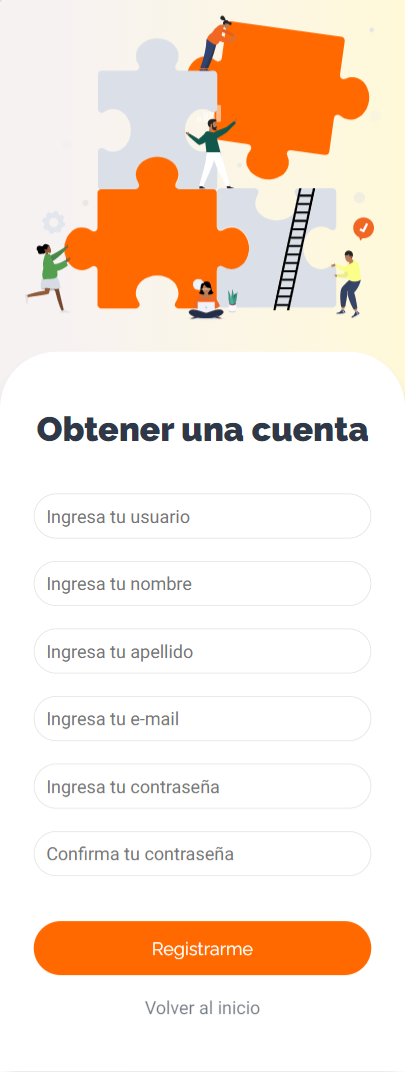 Obtener una cuenta
Ingresa tu usuario
Ingresa tu nombre
Ingresa tu apellido
Ingresa tu e-mail
Ingresa tu contraseña
Confirma tu contraseña
Registrarme
Volver al inicio